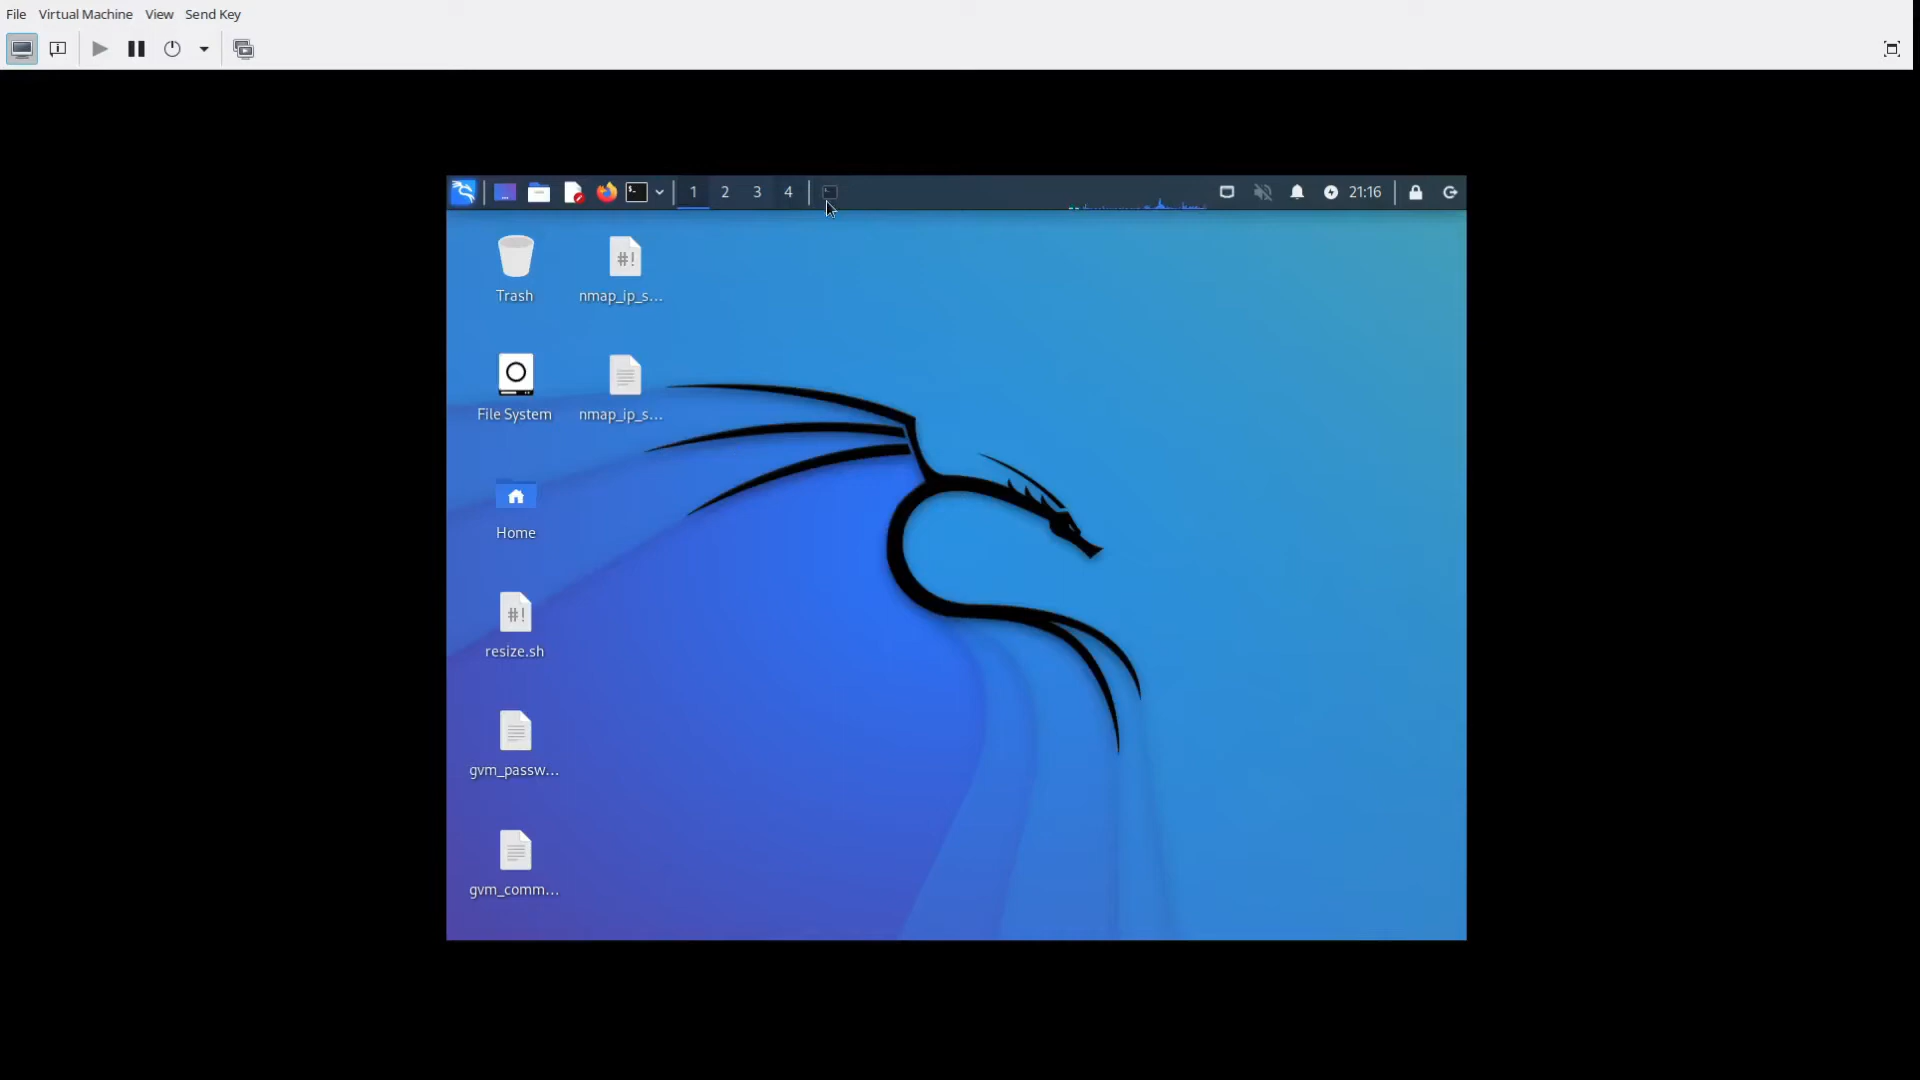 File Virtual Machine View Send Key
1 2 3 4 21:16
Trash nmap_ip_s...
File System nmap_ip_s...
Home
resize.sh
gvm_passw...
gvm_comm...